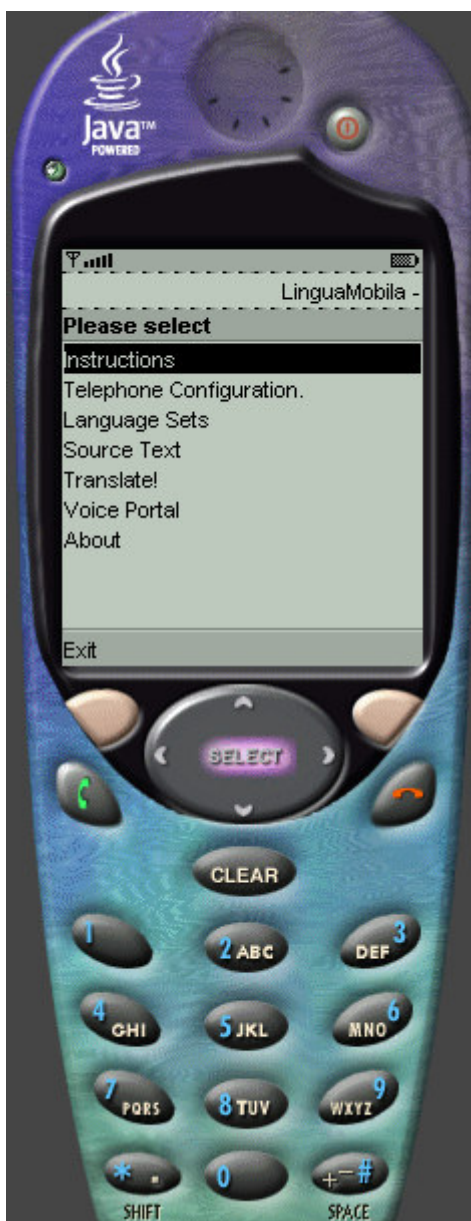 Java™
POWERED
LinguaMobila -
Please select
Instructions
Telephone Configuration.
Language Sets
Source Text
Translate!
Voice Portal
About
Exit
SELECT
CLEAR
1
2 ABC
DEF 3
4 GHI
5 JKL
MNO 6
7 PQRS
8 TUV
WXYZ 9
* .
0
+-#
SHIFT
SPACE